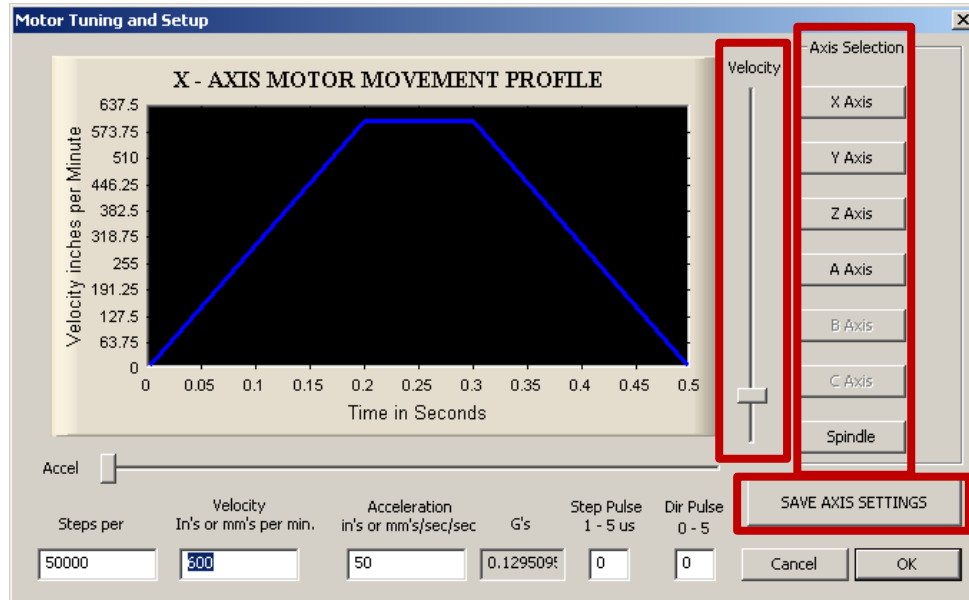 Motor Tuning and Setup
X - AXIS MOTOR MOVEMENT PROFILE
Velocity inches per Minute
637.5
573.75
510
446.25
382.5
318.75
255
191.25
127.5
63.75
0
0 0.05 0.1 0.15 0.2 0.25 0.3 0.35 0.4 0.45 0.5
Time in Seconds
Velocity
Axis Selection
X Axis
Y Axis
Z Axis
A Axis
B Axis
C Axis
Spindle
Accel
SAVE AXIS SETTINGS
Steps per
50000
Velocity
In's or mm's per min.
600
Acceleration
in's or mm's/sec/sec
50
G's
0.129509
Step Pulse
1 - 5 us
0
Dir Pulse
0 - 5
0
Cancel
OK